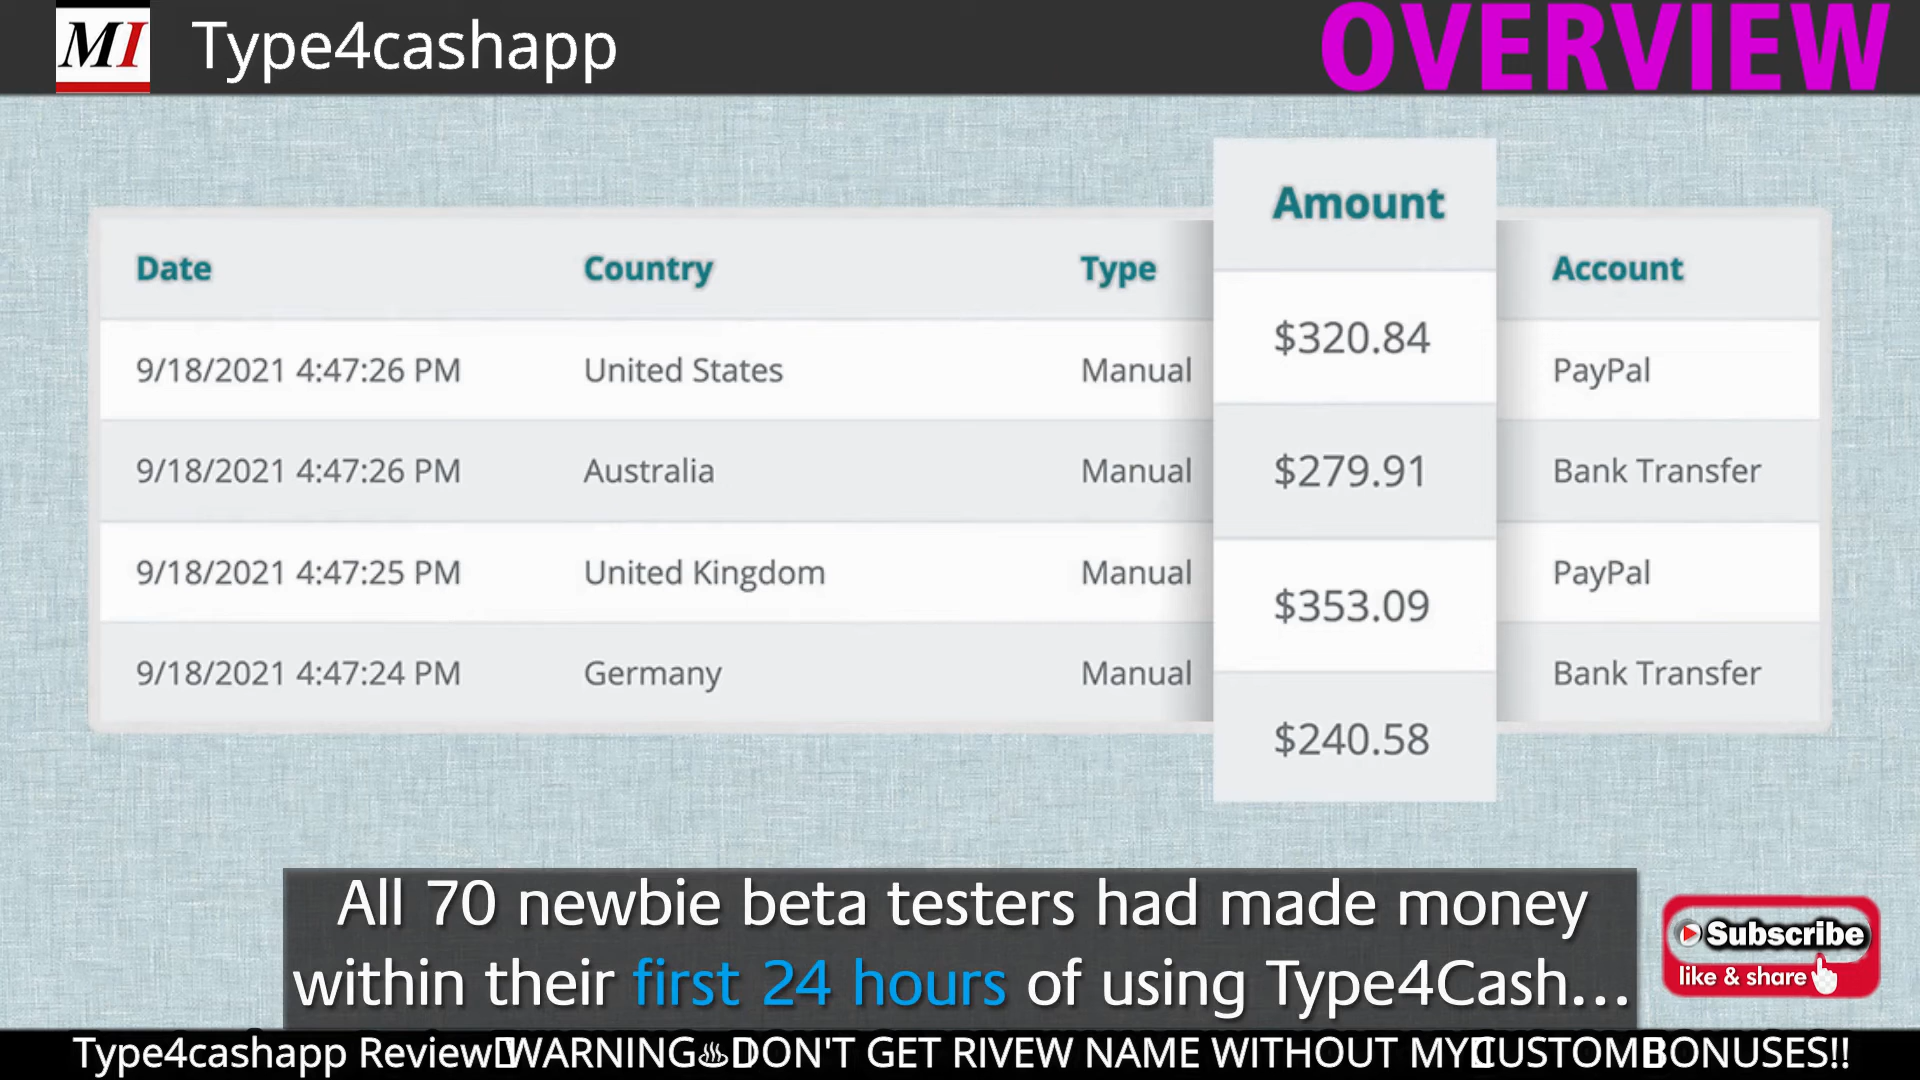 MI Type4cashapp OVERVIEW
Date Country Type Amount Account
9/18/2021 4:47:26 PM United States Manual $320.84 PayPal
9/18/2021 4:47:26 PM Australia Manual $279.91 Bank Transfer
9/18/2021 4:47:25 PM United Kingdom Manual $353.09 PayPal
9/18/2021 4:47:24 PM Germany Manual $240.58 Bank Transfer
All 70 newbie beta testers had made money
within their first 24 hours of using Type4Cash...
Subscribe
like & share
Type4cashapp Review WARNING♨DON'T GET RIVEW NAME WITHOUT MY CUSTOM BONUSES!!